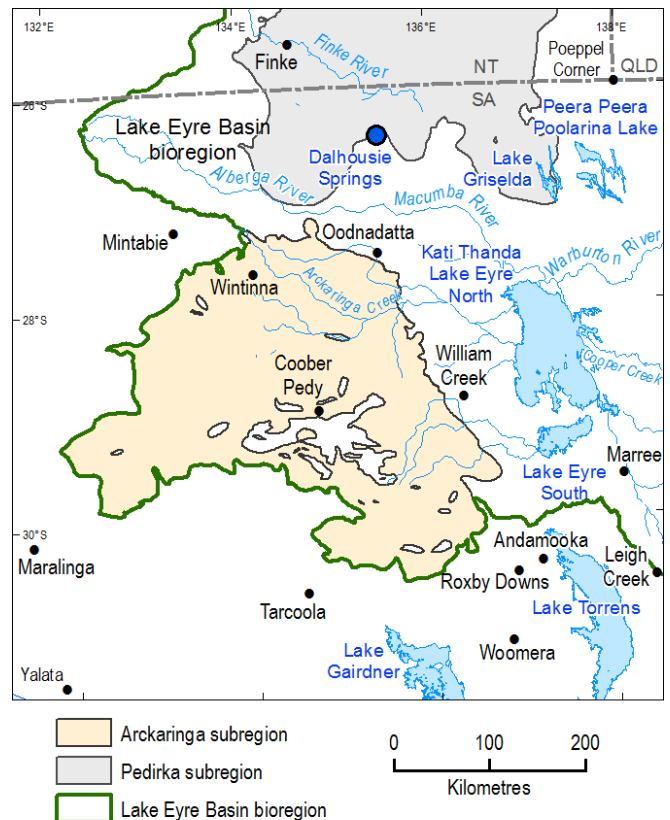 132°E
134°E
136°E
138°E
Finke
Finke River
Poeppel
Corner
NT
QLD
SA
26°S
Lake Eyre Basin
bioregion
Peera Peera
Poolarina Lake
Dalhousie
Springs
Lake
Griselda
Alberga River
Macumba River
Mintabie
Oodnadatta
Kati Thanda
Lake Eyre
North
Warburton River
Wintinna
Arckaringa Creek
28°S
Cooper Creek
William
Creek
Coober
Pedy
Marree
Lake Eyre
South
30°S
Maralinga
Andamooka
Roxby Downs
Leigh
Creek
Tarcoola
Lake Torrens
Woomera
Lake
Gairdner
Yalata
Arckaringa subregion
Pedirka subregion
Lake Eyre Basin bioregion
0 100 200
Kilometres